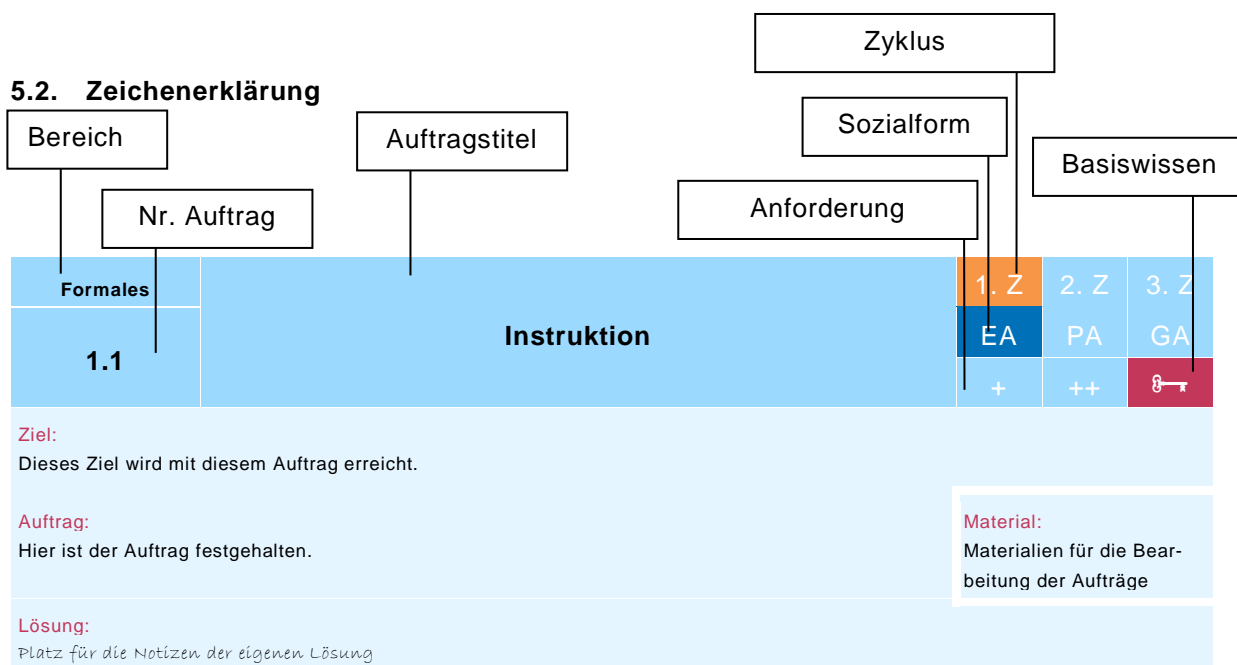 Zyklus
5.2. Zeichenerklärung
Bereich
Auftragstitel
Sozialform
Basiswissen
Nr. Auftrag
Anforderung
Formales
1.1
Instruktion
1. Z 2. Z 3. Z
EA PA GA
+ ++
Ziel:
Dieses Ziel wird mit diesem Auftrag erreicht.
Auftrag:
Hier ist der Auftrag festgehalten.
Material:
Materialien für die Bear-
beitung der Aufträge
Lösung:
Platz für die Notizen der eigenen Lösung